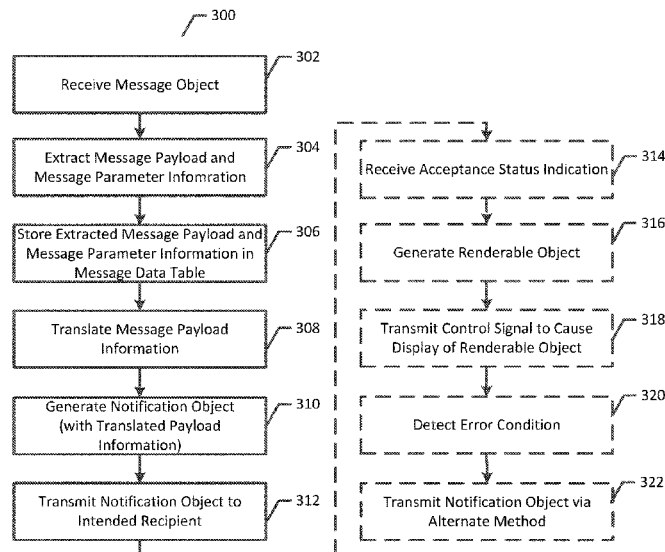 300
302
Receive Message Object
304
Extract Message Payload and
Message Parameter Infomration
306
Store Extracted Message Payload and
Message Parameter Information in
Message Data Table
308
Translate Message Payload
Information
310
Generate Notification Object
(with Translated Payload
Information)
312
Transmit Notification Object to
Intended Recipient
314
Receive Acceptance Status Indication
316
Generate Renderable Object
318
Transmit Control Signal to Cause
Display of Renderable Object
320
Detect Error Condition
322
Transmit Notification Object via
Alternate Method